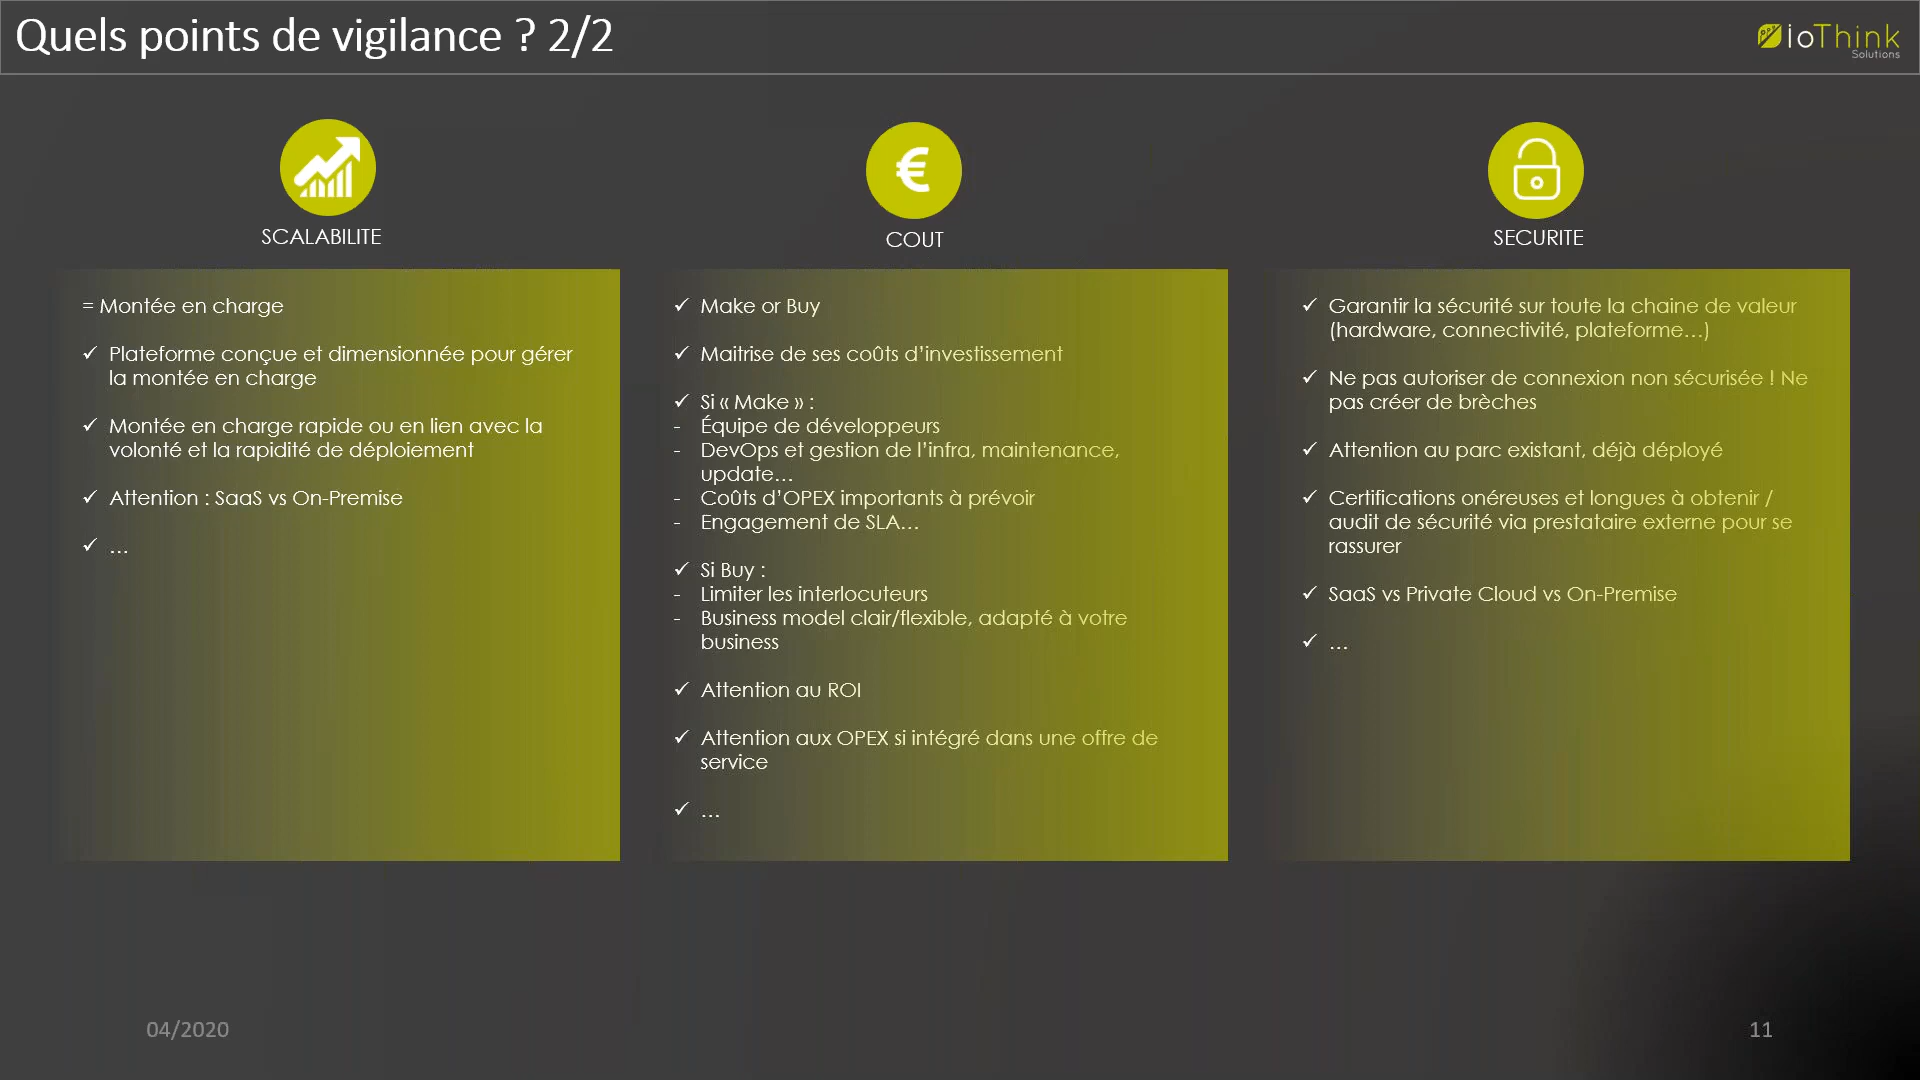 Quels points de vigilance ? 2/2
ioThink
Solutions
SCALABILITE
= Montée en charge
✓ Plateforme conçue et dimensionnée pour gérer
la montée en charge
✓ Montée en charge rapide ou en lien avec la
volonté et la rapidité de déploiement
✓ Attention : SaaS vs On-Premise
✓ …
€
COUT
✓ Make or Buy
✓ Maitrise de ses coûts d’investissement
✓ Si « Make » :
- Équipe de développeurs
- DevOps et gestion de l’infra, maintenance,
update…
- Coûts d’OPEX importants à prévoir
- Engagement de SLA…
✓ Si Buy :
- Limiter les interlocuteurs
- Business model clair/flexible, adapté à votre
business
✓ Attention au ROI
✓ Attention aux OPEX si intégré dans une offre de
service
✓ …
SECURITE
✓ Garantir la sécurité sur toute la chaine de valeur
(hardware, connectivité, plateforme…)
✓ Ne pas autoriser de connexion non sécurisée ! Ne
pas créer de brèches
✓ Attention au parc existant, déjà déployé
✓ Certifications onéreuses et longues à obtenir /
audit de sécurité via prestataire externe pour se
rassurer
✓ SaaS vs Private Cloud vs On-Premise
✓ …
04/2020
11